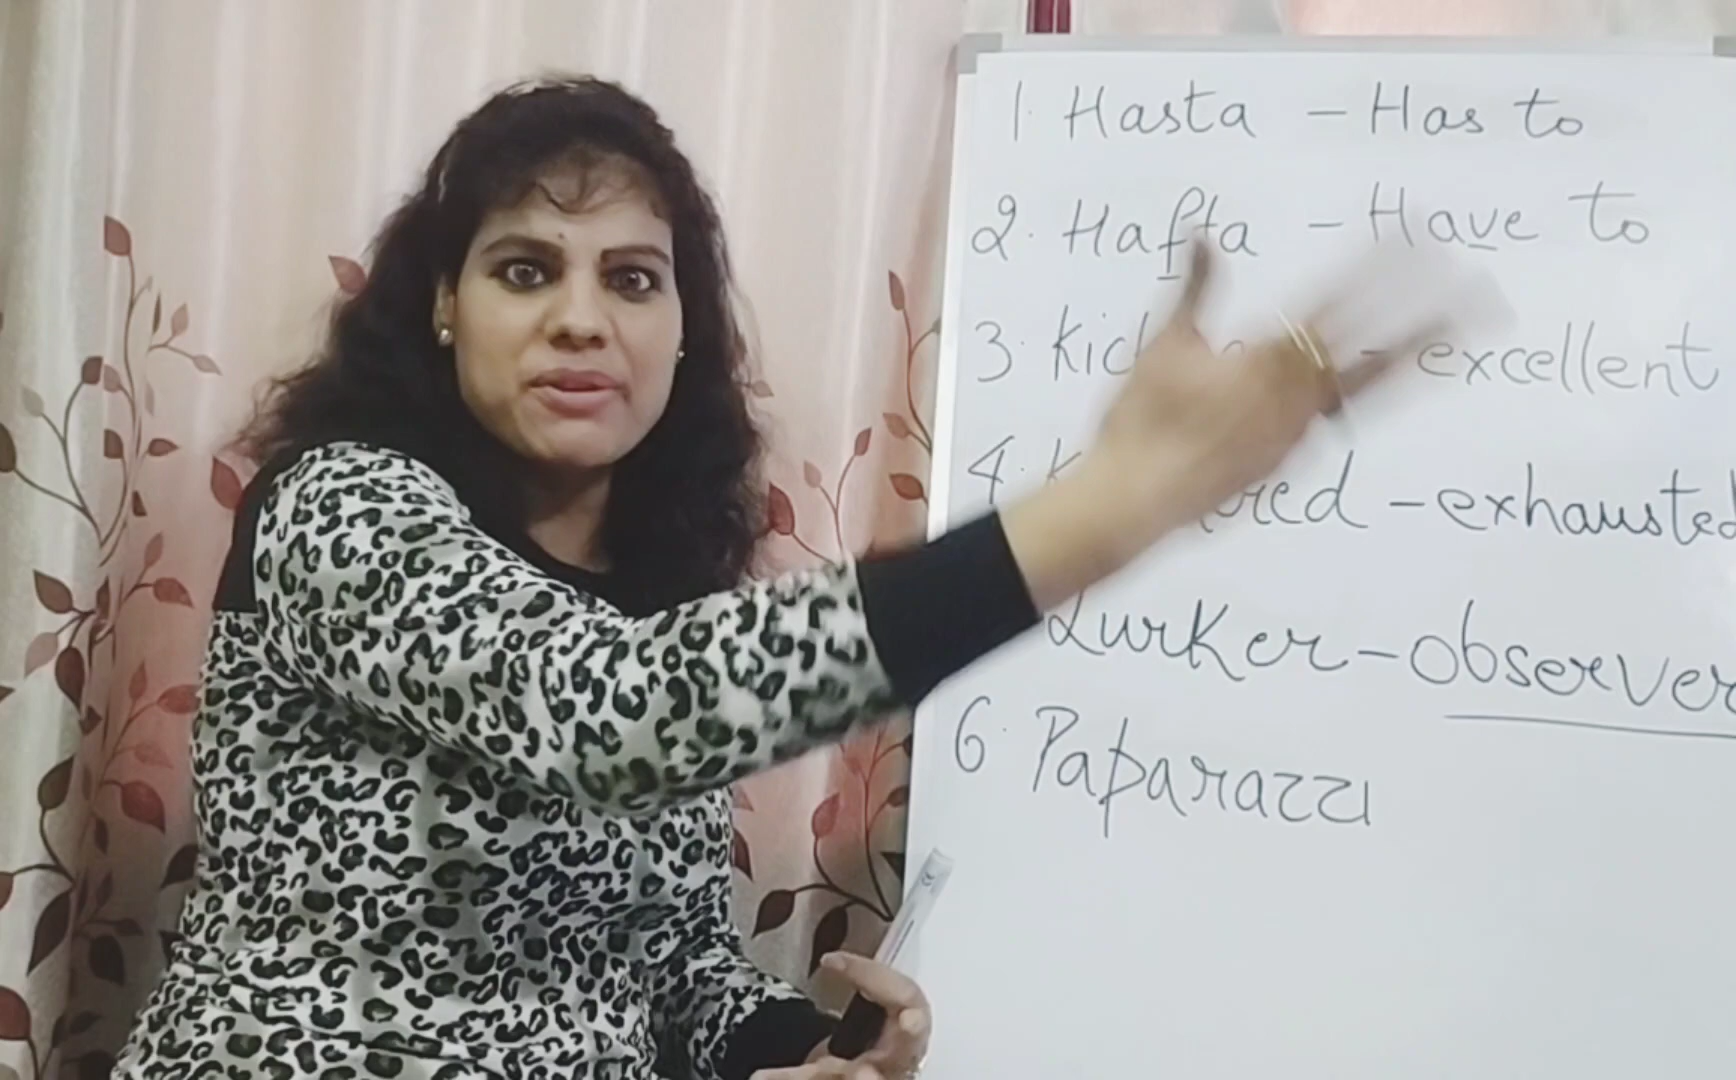 1. Hasta - Has to
2. Hafta - Have to
3. - excellent
4. - exhausted
Lurker - observer
6. Paparazzi